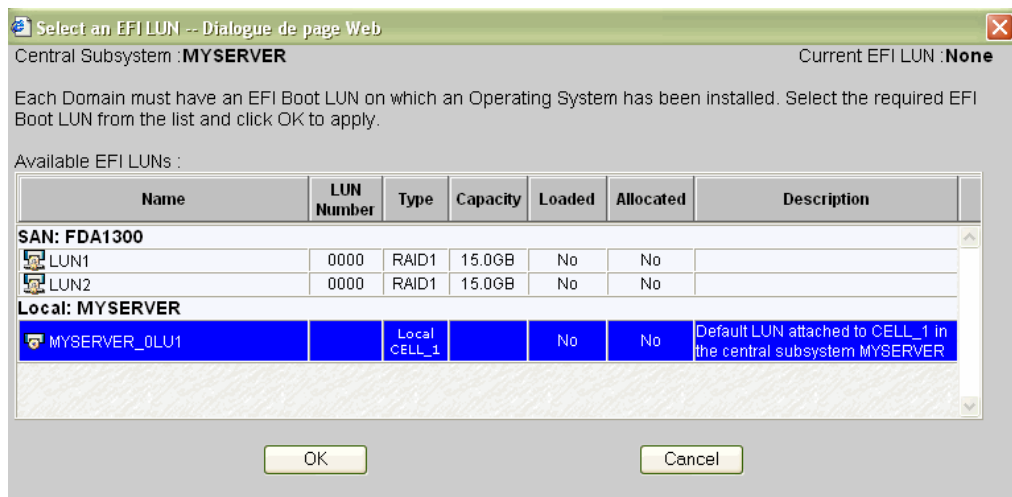 Select an EFI LUN -- Dialogue de page Web
Central Subsystem :MYSERVER Current EFI LUN :None
Each Domain must have an EFI Boot LUN on which an Operating System has been installed. Select the required EFI
Boot LUN from the list and click OK to apply.
Available EFI LUNs :
Name LUN Number Type Capacity Loaded Allocated Description
SAN: FDA1300
LUN1 0000 RAID1 15.0GB No No
LUN2 0000 RAID1 15.0GB No No
Local: MYSERVER
MYSERVER_0LU1 Local CELL_1 No No Default LUN attached to CELL_1 in the central subsystem MYSERVER
OK Cancel